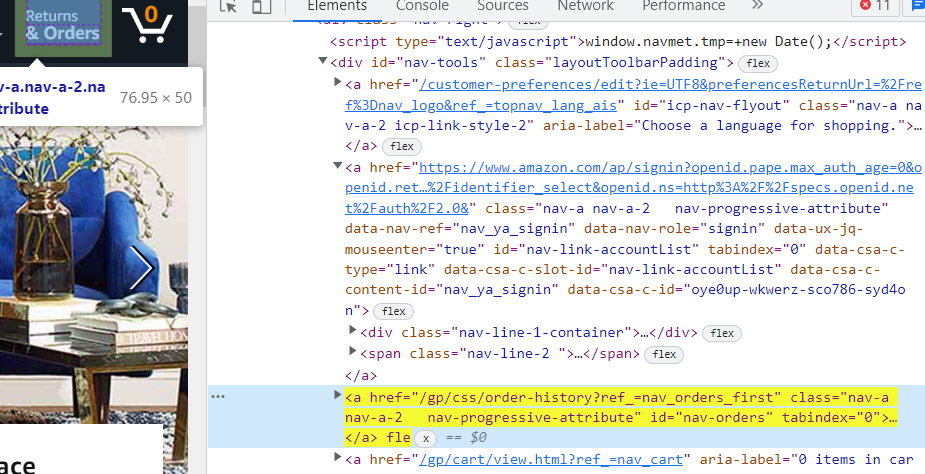 Returns
& Orders
0
v-a.nav-a-2.na
tribute
76.95 × 50
ace
Elements
Console
Sources
Network
Performance
11
<div class="nav-right"> flex
<script type="text/javascript">window.navmet.tmp=+new Date();</script>
<div id="nav-tools" class="layoutToolbarPadding"> flex
<a href="/customer-preferences/edit?ie=UTF8&preferencesReturnUrl=%2Fre
f%3Dnav_logo&ref_=topnav_lang_ais" id="icp-nav-flyout" class="nav-a na
v-a-2 icp-link-style-2" aria-label="Choose a language for shopping.">…
</a> flex
<a href="https://www.amazon.com/ap/signin?openid.pape.max_auth_age=0&o
penid.ret…%2Fidentifier_select&openid.ns=http%3A%2F%2Fspecs.openid.ne
t%2Fauth%2F2.0&" class="nav-a nav-a-2   nav-progressive-attribute"
data-nav-ref="nav_ya_signin" data-nav-role="signin" data-ux-jq-
mouseenter="true" id="nav-link-accountList" tabindex="0" data-csa-c-
type="link" data-csa-c-slot-id="nav-link-accountList" data-csa-c-
content-id="nav_ya_signin" data-csa-c-id="oye0up-wkwerz-sco786-syd4o
n"> flex
<div class="nav-line-1-container">…</div> flex
<span class="nav-line-2 ">…</span> flex
</a>
<a href="/gp/css/order-history?ref_=nav_orders_first" class="nav-a
nav-a-2   nav-progressive-attribute" id="nav-orders" tabindex="0">…
</a> fle x == $0
<a href="/gp/cart/view.html?ref_=nav_cart" aria-label="0 items in car